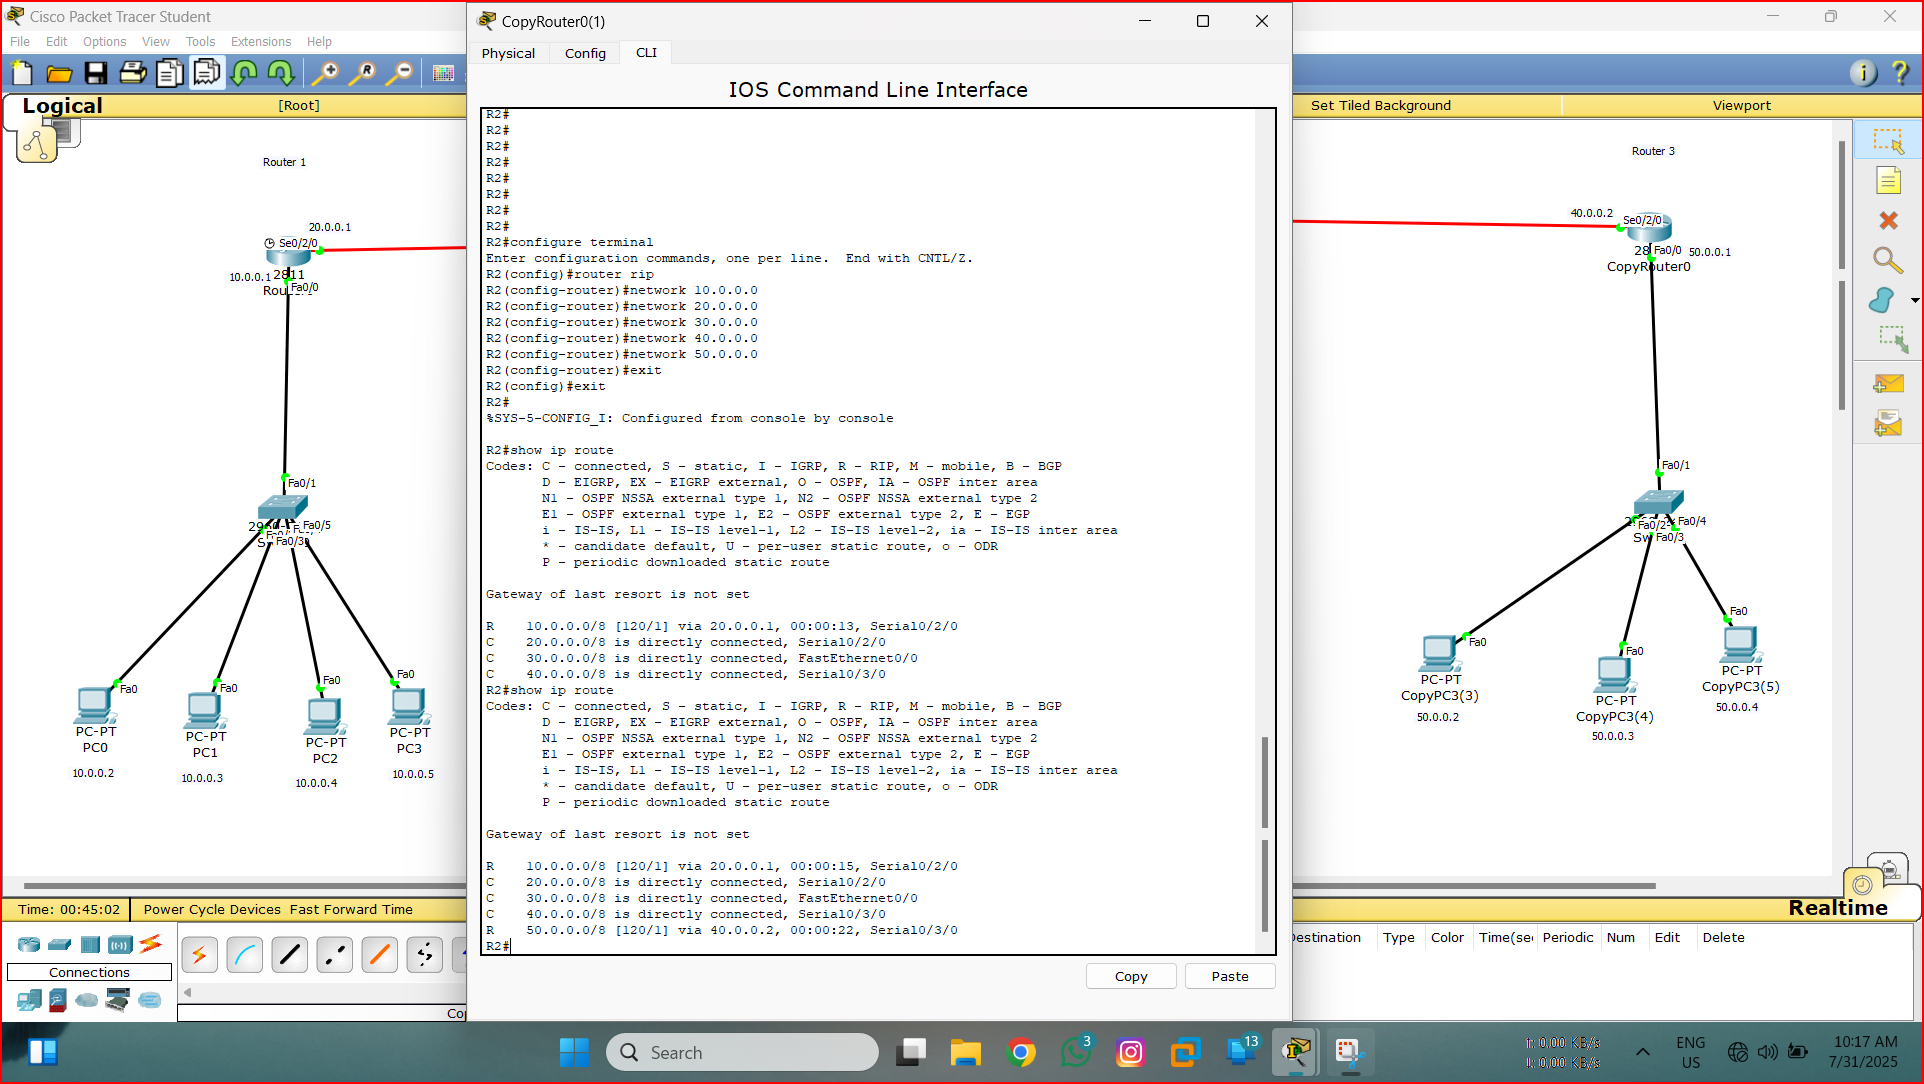 Cisco Packet Tracer Student
File Edit Options View Tools Extensions Help
Logical
[Root]
Set Tiled Background
Viewport
CopyRouter0(1)
Physical
Config
CLI
IOS Command Line Interface
R2#
R2#
R2#
R2#
R2#
R2#
R2#
R2#
R2#configure terminal
Enter configuration commands, one per line.  End with CNTL/Z.
R2(config)#router rip
R2(config-router)#network 10.0.0.0
R2(config-router)#network 20.0.0.0
R2(config-router)#network 30.0.0.0
R2(config-router)#network 40.0.0.0
R2(config-router)#network 50.0.0.0
R2(config-router)#exit
R2(config)#exit
R2#
%SYS-5-CONFIG_I: Configured from console by console
R2#show ip route
Codes: C - connected, S - static, I - IGRP, R - RIP, M - mobile, B - BGP
D - EIGRP, EX - EIGRP external, O - OSPF, IA - OSPF inter area
N1 - OSPF NSSA external type 1, N2 - OSPF NSSA external type 2
E1 - OSPF external type 1, E2 - OSPF external type 2, E - EGP
i - IS-IS, L1 - IS-IS level-1, L2 - IS-IS level-2, ia - IS-IS inter area
* - candidate default, U - per-user static route, o - ODR
P - periodic downloaded static route
Gateway of last resort is not set
R    10.0.0.0/8 [120/1] via 20.0.0.1, 00:00:13, Serial0/2/0
C    20.0.0.0/8 is directly connected, Serial0/2/0
C    30.0.0.0/8 is directly connected, FastEthernet0/0
C    40.0.0.0/8 is directly connected, Serial0/3/0
R2#show ip route
Codes: C - connected, S - static, I - IGRP, R - RIP, M - mobile, B - BGP
D - EIGRP, EX - EIGRP external, O - OSPF, IA - OSPF inter area
N1 - OSPF NSSA external type 1, N2 - OSPF NSSA external type 2
E1 - OSPF external type 1, E2 - OSPF external type 2, E - EGP
i - IS-IS, L1 - IS-IS level-1, L2 - IS-IS level-2, ia - IS-IS inter area
* - candidate default, U - per-user static route, o - ODR
P - periodic downloaded static route
Gateway of last resort is not set
R    10.0.0.0/8 [120/1] via 20.0.0.1, 00:00:15, Serial0/2/0
C    20.0.0.0/8 is directly connected, Serial0/2/0
C    30.0.0.0/8 is directly connected, FastEthernet0/0
C    40.0.0.0/8 is directly connected, Serial0/3/0
R    50.0.0.0/8 [120/1] via 40.0.0.2, 00:00:22, Serial0/3/0
R2#
Copy
Paste
Router 1
20.0.0.1
Se0/2/0
10.0.0.1
2811
Fa0/0
Fa0/1
Fa0/5
Fa0/3
Fa0
Fa0
Fa0
Fa0
PC-PT
PC0
10.0.0.2
PC-PT
PC1
10.0.0.3
PC-PT
PC2
10.0.0.4
PC-PT
PC3
10.0.0.5
Router 3
40.0.0.2
Se0/2/0
Fa0/0
50.0.0.1
CopyRouter0
Fa0/1
Fa0/2
Fa0/4
Fa0/3
Fa0
Fa0
Fa0
PC-PT
CopyPC3(3)
50.0.0.2
PC-PT
CopyPC3(4)
50.0.0.3
PC-PT
CopyPC3(5)
50.0.0.4
Time: 00:45:02
Power Cycle Devices Fast Forward Time
Realtime
Connections
Destination Type Color Time(sec Periodic Num Edit Delete
Search
3
13
ENG
US
10:17 AM
7/31/2025